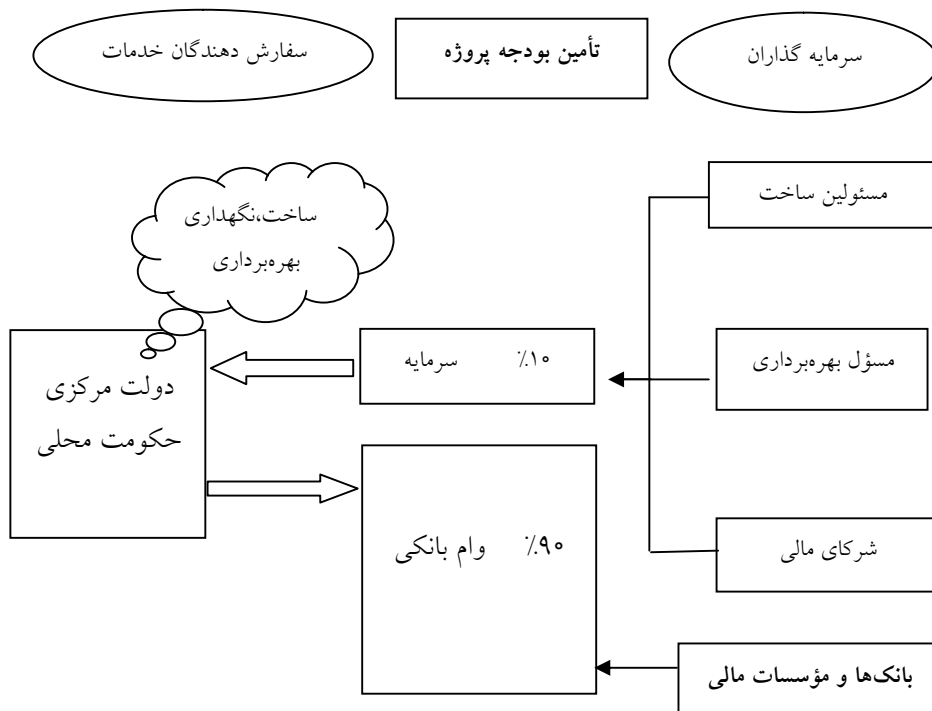 سرمایه گذاران
تأمین بودجه پروژه
سفارش دهندگان خدمات
مسئولین ساخت
ساخت،نگهداری
بهره‌برداری
مسؤل بهره‌برداری
٪۱۰ سرمایه
دولت مرکزی
حکومت محلی
شرکای مالی
٪۹۰ وام بانکی
بانک‌ها و مؤسسات مالی